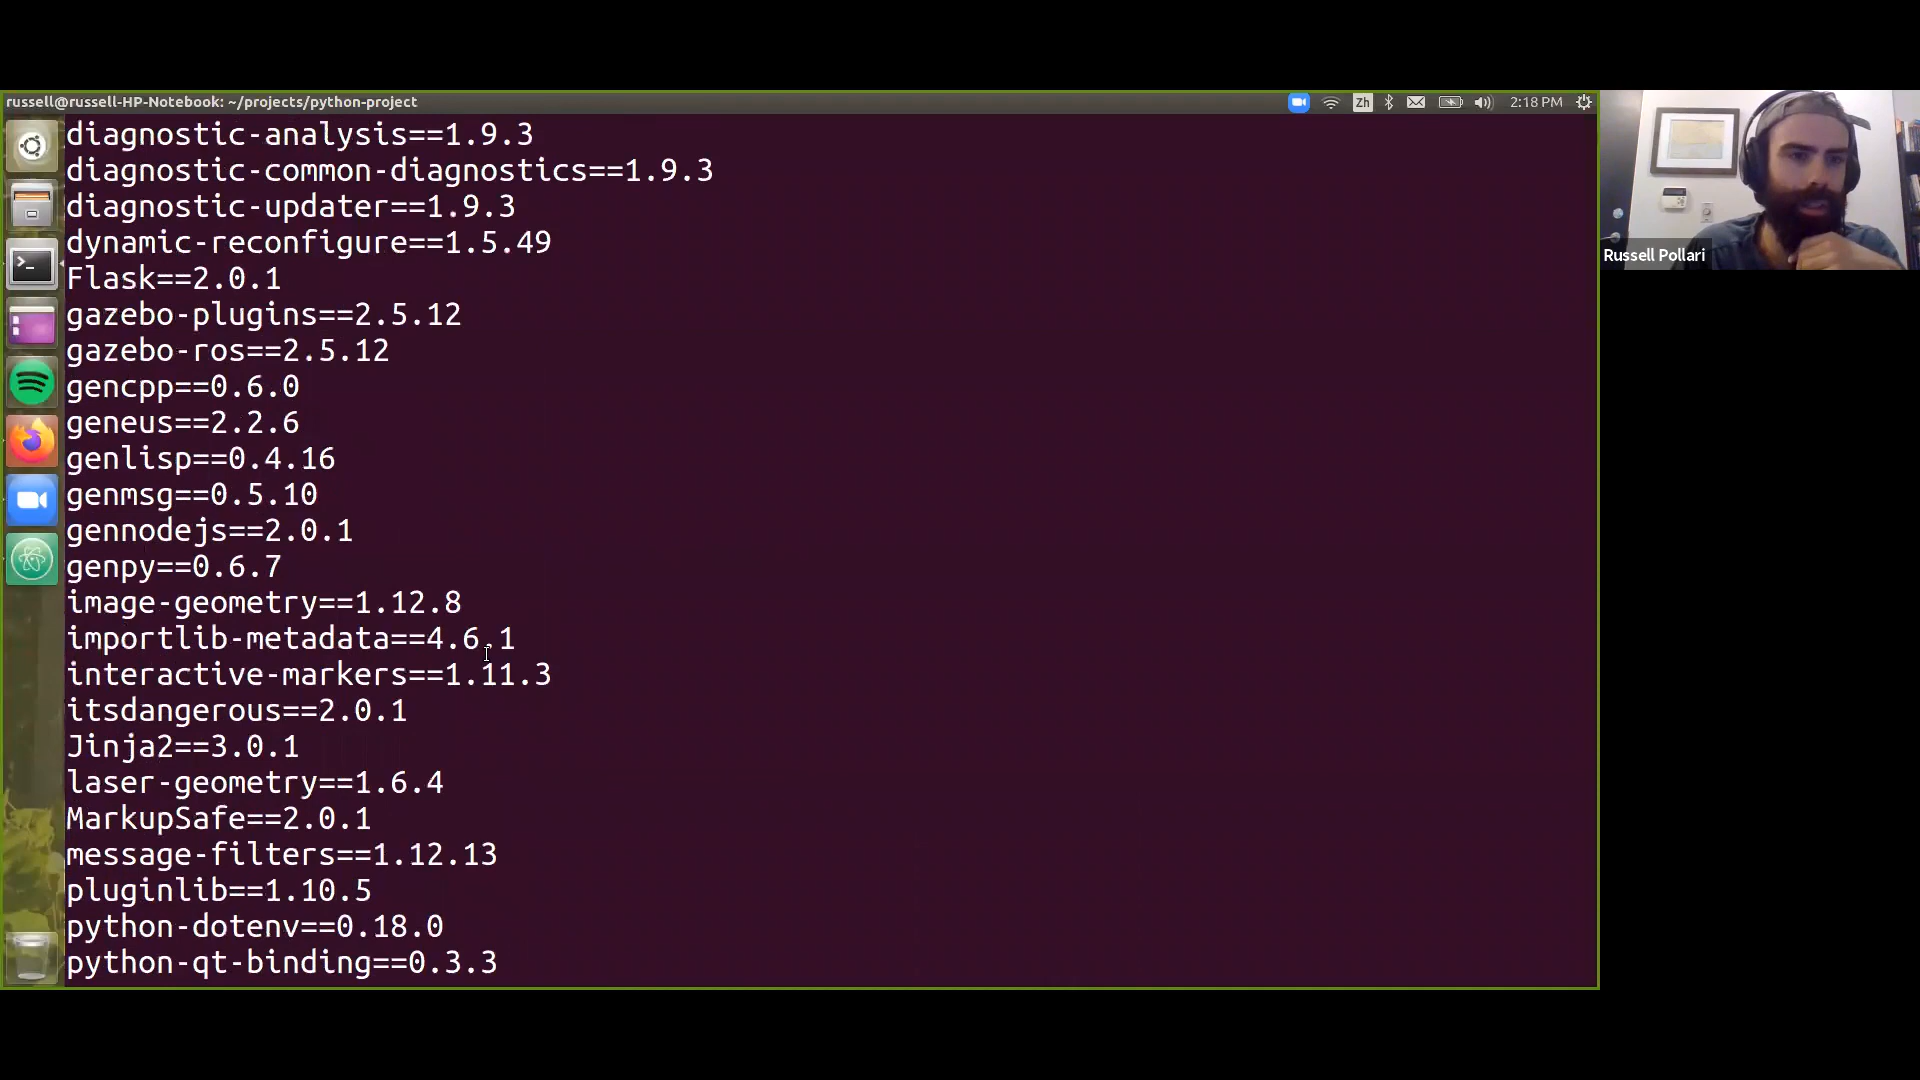 russell@russell-HP-Notebook: ~/projects/python-project
Zh
2:18 PM
diagnostic-analysis==1.9.3
diagnostic-common-diagnostics==1.9.3
diagnostic-updater==1.9.3
dynamic-reconfigure==1.5.49
Flask==2.0.1
gazebo-plugins==2.5.12
gazebo-ros==2.5.12
gencpp==0.6.0
geneus==2.2.6
genlisp==0.4.16
genmsg==0.5.10
gennodejs==2.0.1
genpy==0.6.7
image-geometry==1.12.8
importlib-metadata==4.6.1
interactive-markers==1.11.3
itsdangerous==2.0.1
Jinja2==3.0.1
laser-geometry==1.6.4
MarkupSafe==2.0.1
message-filters==1.12.13
pluginlib==1.10.5
python-dotenv==0.18.0
python-qt-binding==0.3.3
Russell Pollari